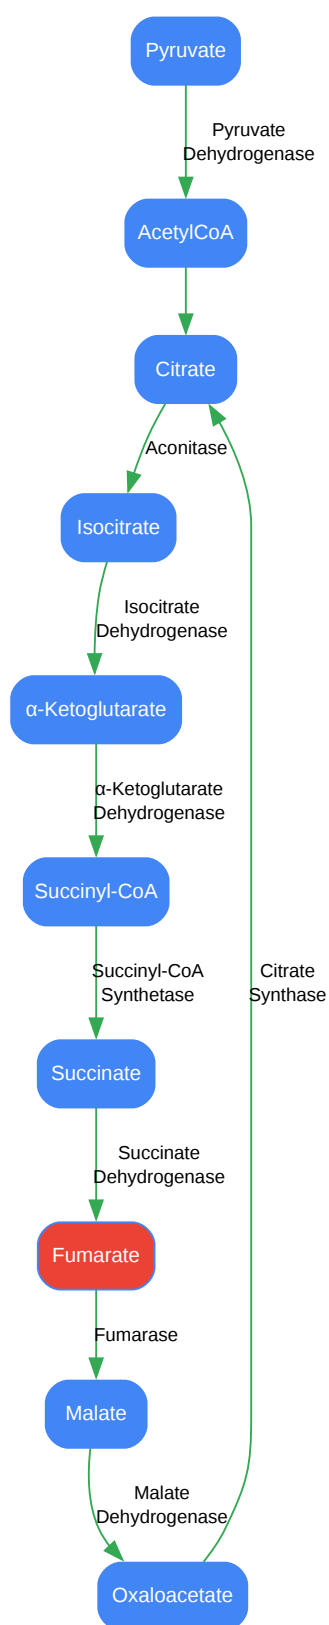 Pyruvate
Pyruvate
Dehydrogenase
AcetylCoA
Citrate
Aconitase
Isocitrate
Isocitrate
Dehydrogenase
α-Ketoglutarate
α-Ketoglutarate
Dehydrogenase
Succinyl-CoA
Succinyl-CoA
Synthetase
Citrate
Synthase
Succinate
Succinate
Dehydrogenase
Fumarate
Fumarase
Malate
Malate
Dehydrogenase
Oxaloacetate